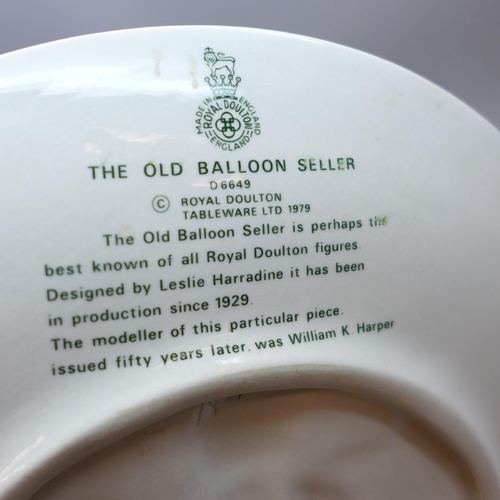 MADE IN ENGLAND
ROYAL DOULTON
ENGLAND
THE OLD BALLOON SELLER
D6649
© ROYAL DOULTON
TABLEWARE LTD 1979
The Old Balloon Seller is perhaps the
best known of all Royal Doulton figures.
Designed by Leslie Harradine it has been
in production since 1929.
The modeller of this particular piece.
issued fifty years later. was William K. Harper